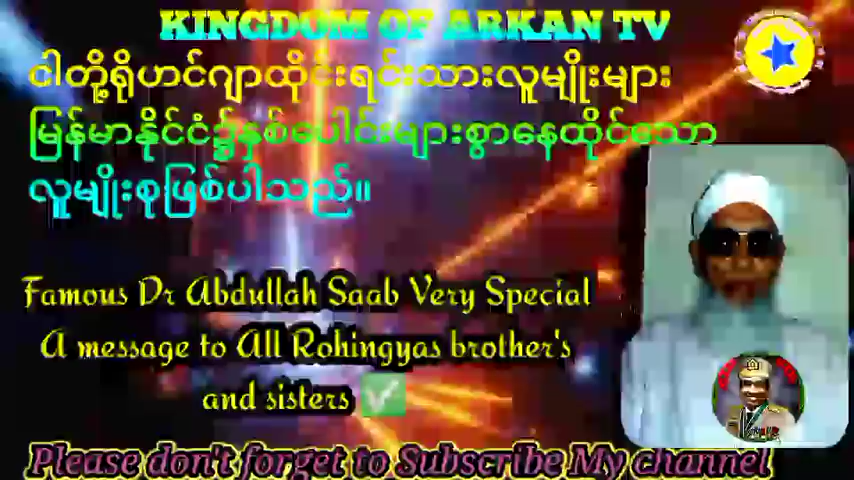 KINGDOM OF ARKAN TV
ငါတို့ရိုဟင်ဂျာထိုင်းရင်းသားလူမျိုးများ
မြန်မာနိုင်ငံ၌နှစ်ပေါင်းများစွာနေထိုင်သော
လူမျိုးစုဖြစ်ပါသည်။
Famous Dr Abdullah Saab Very Special
A message to All Rohingyas brother's
and sisters ✅
Please don't forget to Subscribe My channel